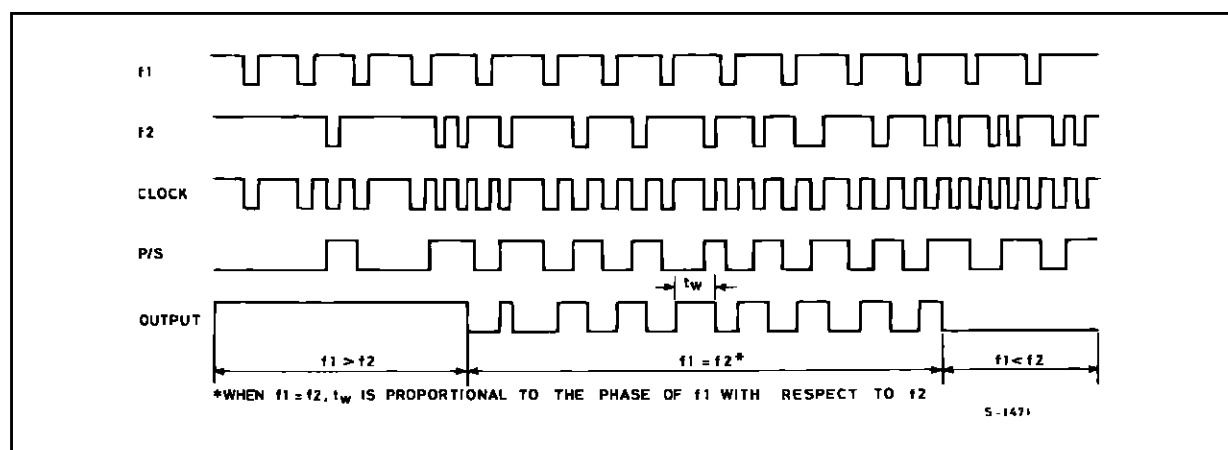 f1
f2
CLOCK
P/S
tw
OUTPUT
f1 > f2
f1 = f2*
f1 < f2
*WHEN f1 = f2, tw IS PROPORTIONAL TO THE PHASE OF f1 WITH RESPECT TO f2
S-1471